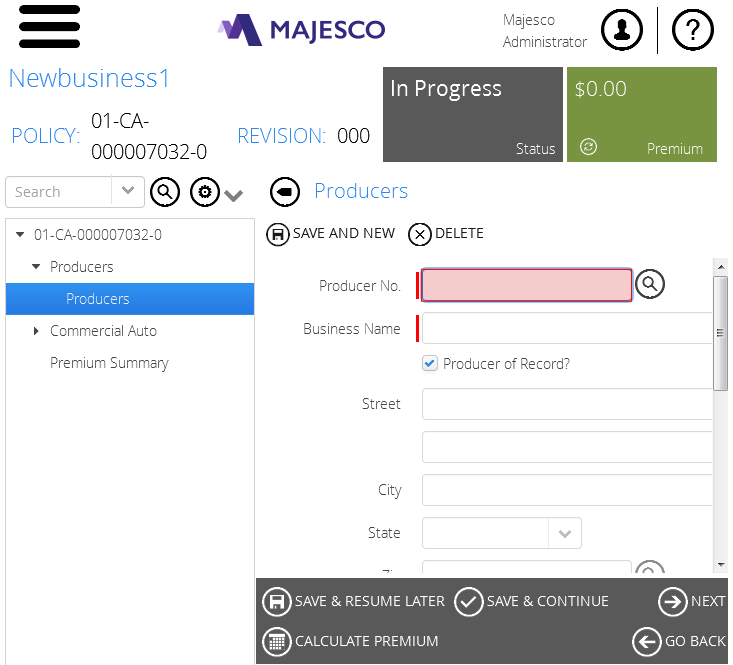 MAJESCO
Majesco
Administrator
?
Newbusiness1
POLICY:
01-CA-
000007032-0
REVISION:
000
In Progress
Status
$0.00
Premium
Search
Producers
01-CA-000007032-0
Producers
Producers
Commercial Auto
Premium Summary
SAVE AND NEW
DELETE
Producer No.
Business Name
Producer of Record?
Street
City
State
SAVE & RESUME LATER
SAVE & CONTINUE
NEXT
CALCULATE PREMIUM
GO BACK